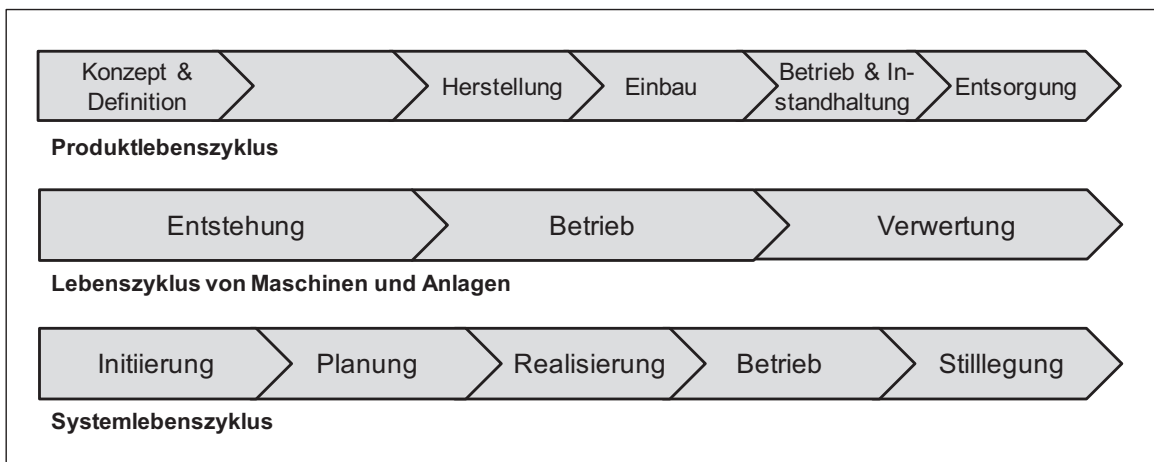 Konzept &
Definition
Herstellung
Einbau
Betrieb & In-
standhaltung
Entsorgung
Produktlebenszyklus
Entstehung
Betrieb
Verwertung
Lebenszyklus von Maschinen und Anlagen
Initiierung
Planung
Realisierung
Betrieb
Stilllegung
Systemlebenszyklus